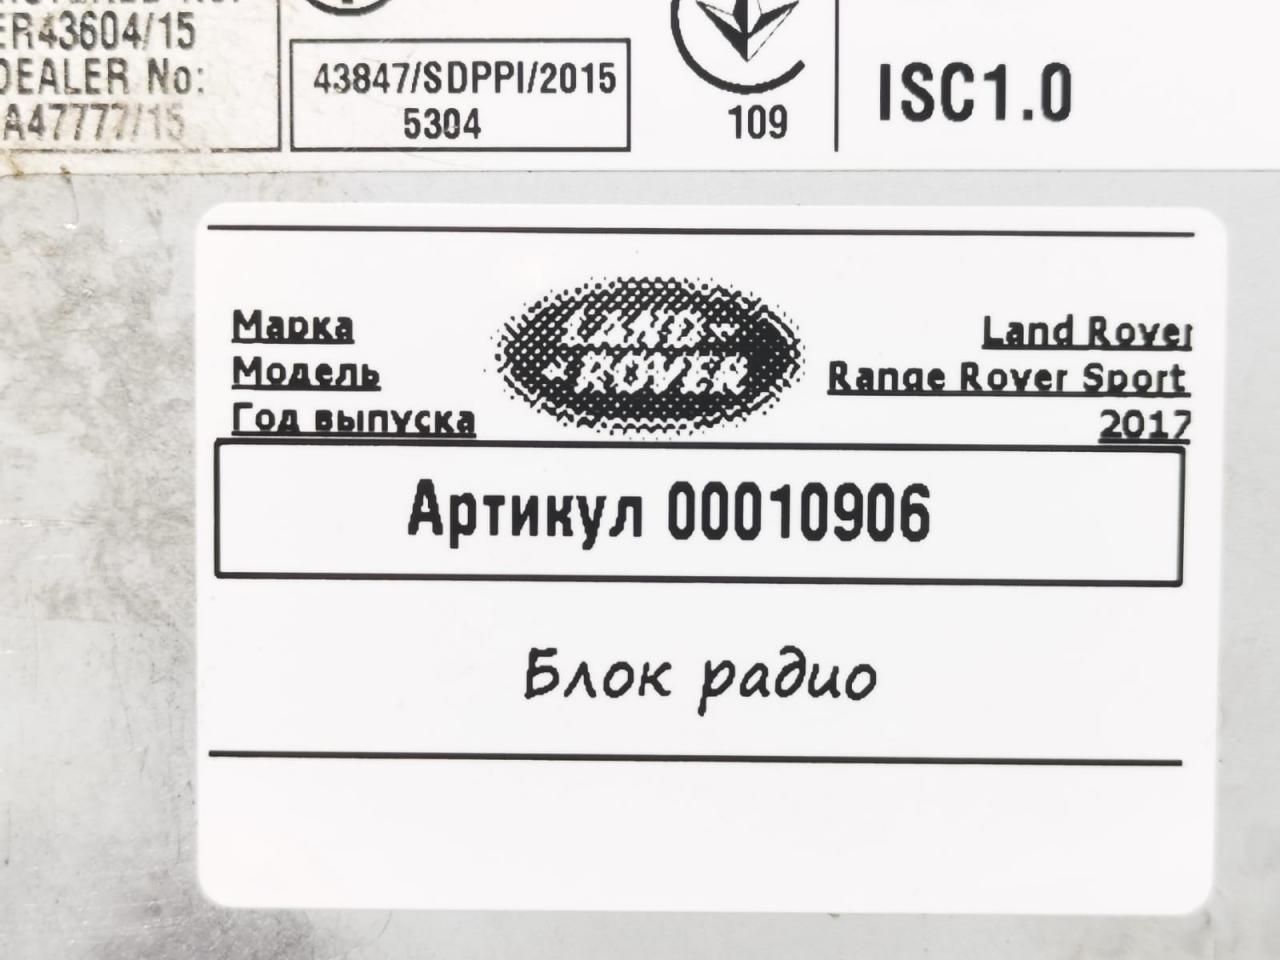 ER43604/15
DEALER No:
A47777/15
43847/SDPPI/2015
5304
109
ISC1.0
Марка
Land Rover
Модель
Range Rover Sport
Год выпуска
2017
LAND-
-ROVER
Артикул 00010906
Блок радио